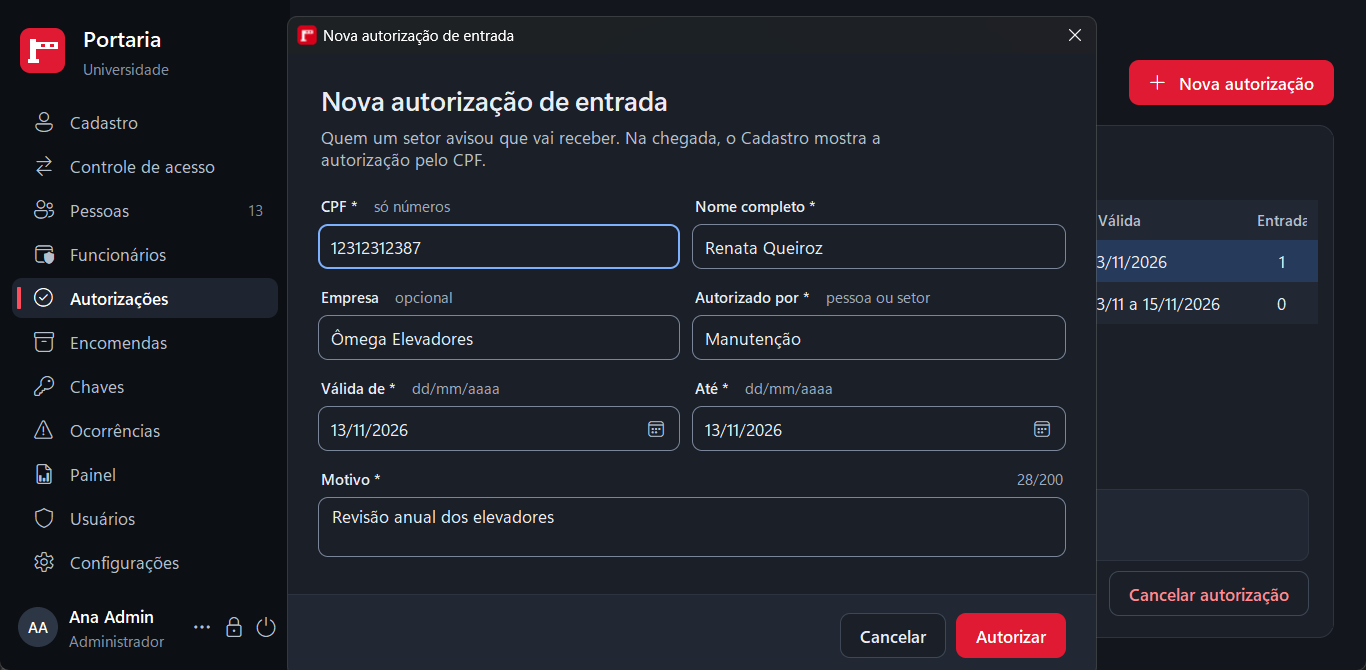 Portaria
Universidade
Cadastro
Controle de acesso
Pessoas 13
Funcionários
Autorizações
Encomendas
Chaves
Ocorrências
Painel
Usuários
Configurações
AA
Ana Admin
Administrador
Nova autorização de entrada
Nova autorização de entrada
Quem um setor avisou que vai receber. Na chegada, o Cadastro mostra a
autorização pelo CPF.
CPF * só números
Nome completo *
12312312387
Renata Queiroz
Empresa opcional
Autorizado por * pessoa ou setor
Ômega Elevadores
Manutenção
Válida de * dd/mm/aaaa
Até * dd/mm/aaaa
13/11/2026
13/11/2026
Motivo * 28/200
Revisão anual dos elevadores
Cancelar
Autorizar
Nova autorização
Válida Entrada
3/11/2026 1
3/11 a 15/11/2026 0
Cancelar autorização